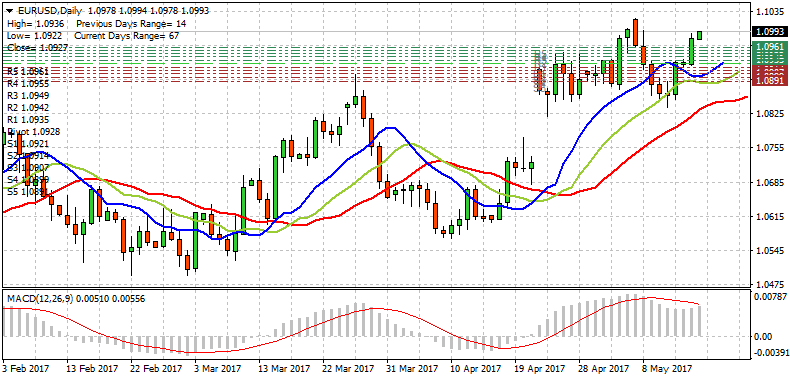 EURUSD,Daily 1.0978 1.0994 1.0978 1.0993
High= 1.0936 Previous Days Range= 14
Low= 1.0922 Current Days Range= 67
Close= 1.0927
R5 1.0961
R4 1.0955
R3 1.0949
R2 1.0942
R1 1.0935
Pivot 1.0928
S1 1.0921
S2 1.0914
S3 1.0907
S4
S5
1.1035
1.0993
1.0961
1.0891
1.0825
1.0755
1.0685
1.0615
1.0545
1.0475
MACD(12,26,9) 0.00510 0.00556
0.00787
0.00
-0.00391
3 Feb 2017
13 Feb 2017
22 Feb 2017
3 Mar 2017
13 Mar 2017
22 Mar 2017
31 Mar 2017
10 Apr 2017
19 Apr 2017
28 Apr 2017
8 May 2017